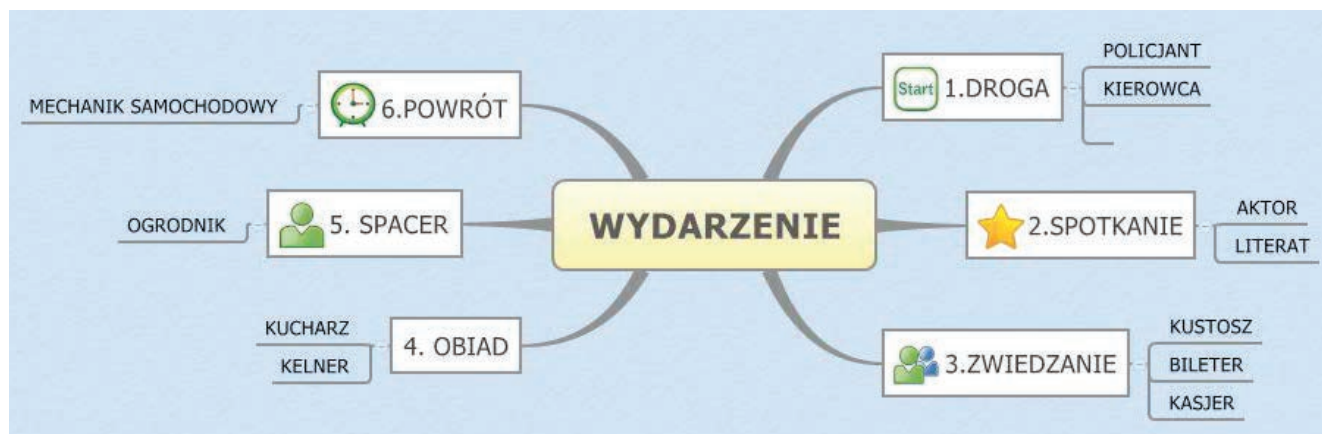 WYDARZENIE
Start 1.DROGA
POLICJANT
KIEROWCA
2.SPOTKANIE
AKTOR
LITERAT
3.ZWIEDZANIE
KUSTOSZ
BILETER
KASJER
4. OBIAD
KUCHARZ
KELNER
5. SPACER
OGRODNIK
6.POWRÓT
MECHANIK SAMOCHODOWY